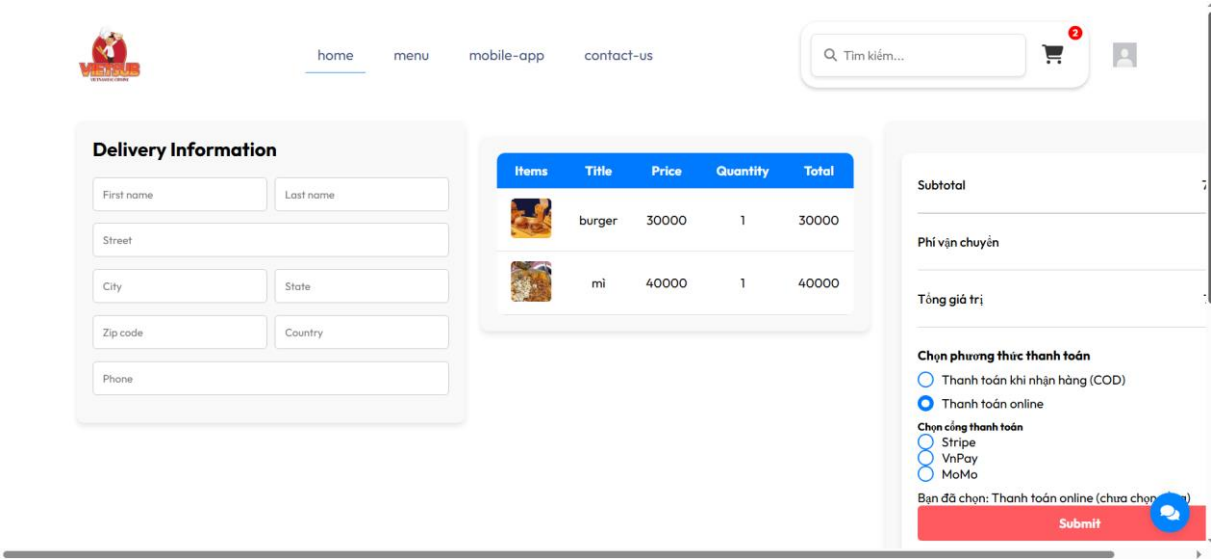 VIETSUB
home menu mobile-app contact-us
Tìm kiếm...
2
Delivery Information
First name Last name
Street
City State
Zip code Country
Phone
Items Title Price Quantity Total
burger 30000 1 30000
mì 40000 1 40000
Subtotal
Phí vận chuyển
Tổng giá trị
Chọn phương thức thanh toán
Thanh toán khi nhận hàng (COD)
Thanh toán online
Chọn cổng thanh toán
Stripe
VnPay
MoMo
Bạn đã chọn: Thanh toán online (chưa chọn
Submit